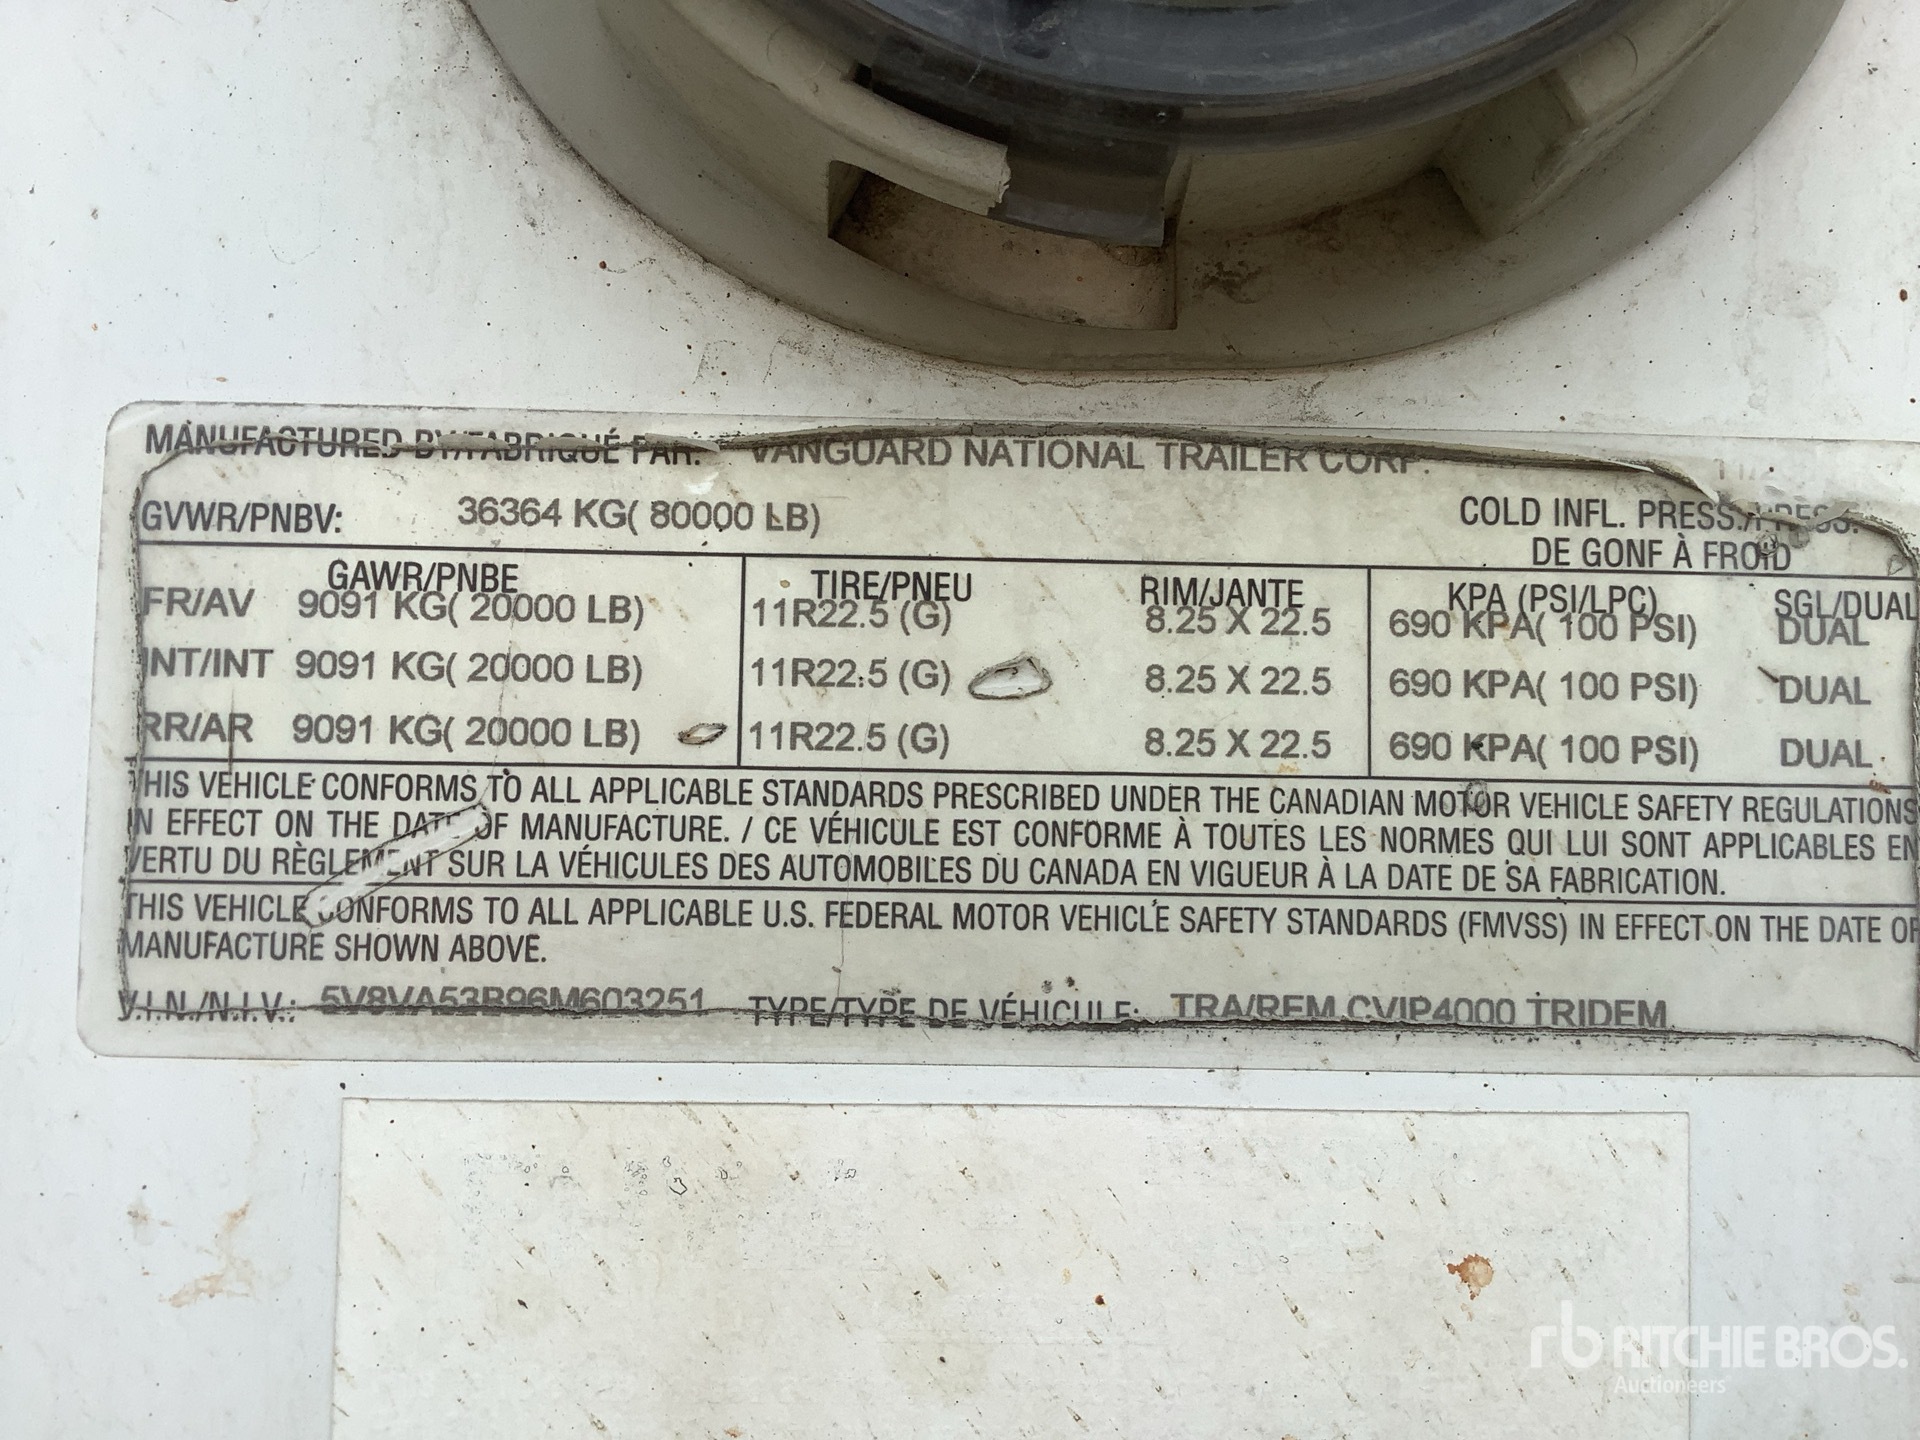 MANUFACTURED BY/FABRIQUÉ PAR: VANGUARD NATIONAL TRAILER CORP.
GVWR/PNBV: 36364 KG( 80000 LB) COLD INFL. PRESS./PRESS.
DE GONF À FROID
GAWR/PNBE TIRE/PNEU RIM/JANTE KPA (PSI/LPC) SGL/DUAL
FR/AV 9091 KG( 20000 LB) 11R22.5 (G) 8.25 X 22.5 690 KPA( 100 PSI) DUAL
INT/INT 9091 KG( 20000 LB) 11R22.5 (G) 8.25 X 22.5 690 KPA( 100 PSI) DUAL
RR/AR 9091 KG( 20000 LB) 11R22.5 (G) 8.25 X 22.5 690 KPA( 100 PSI) DUAL
THIS VEHICLE CONFORMS TO ALL APPLICABLE STANDARDS PRESCRIBED UNDER THE CANADIAN MOTOR VEHICLE SAFETY REGULATIONS
IN EFFECT ON THE DATE OF MANUFACTURE. / CE VÉHICULE EST CONFORME À TOUTES LES NORMES QUI LUI SONT APPLICABLES EN
VERTU DU RÈGLEMENT SUR LA VÉHICULES DES AUTOMOBILES DU CANADA EN VIGUEUR À LA DATE DE SA FABRICATION.
THIS VEHICLE CONFORMS TO ALL APPLICABLE U.S. FEDERAL MOTOR VEHICLE SAFETY STANDARDS (FMVSS) IN EFFECT ON THE DATE OF
MANUFACTURE SHOWN ABOVE.
V.I.N./N.I.V.: 5V8VA53B96M603251 TYPE/TYPE DE VÉHICULE: TRA/REM CVIP4000 TRIDEM
rb RITCHIE BROS.
Auctioneers